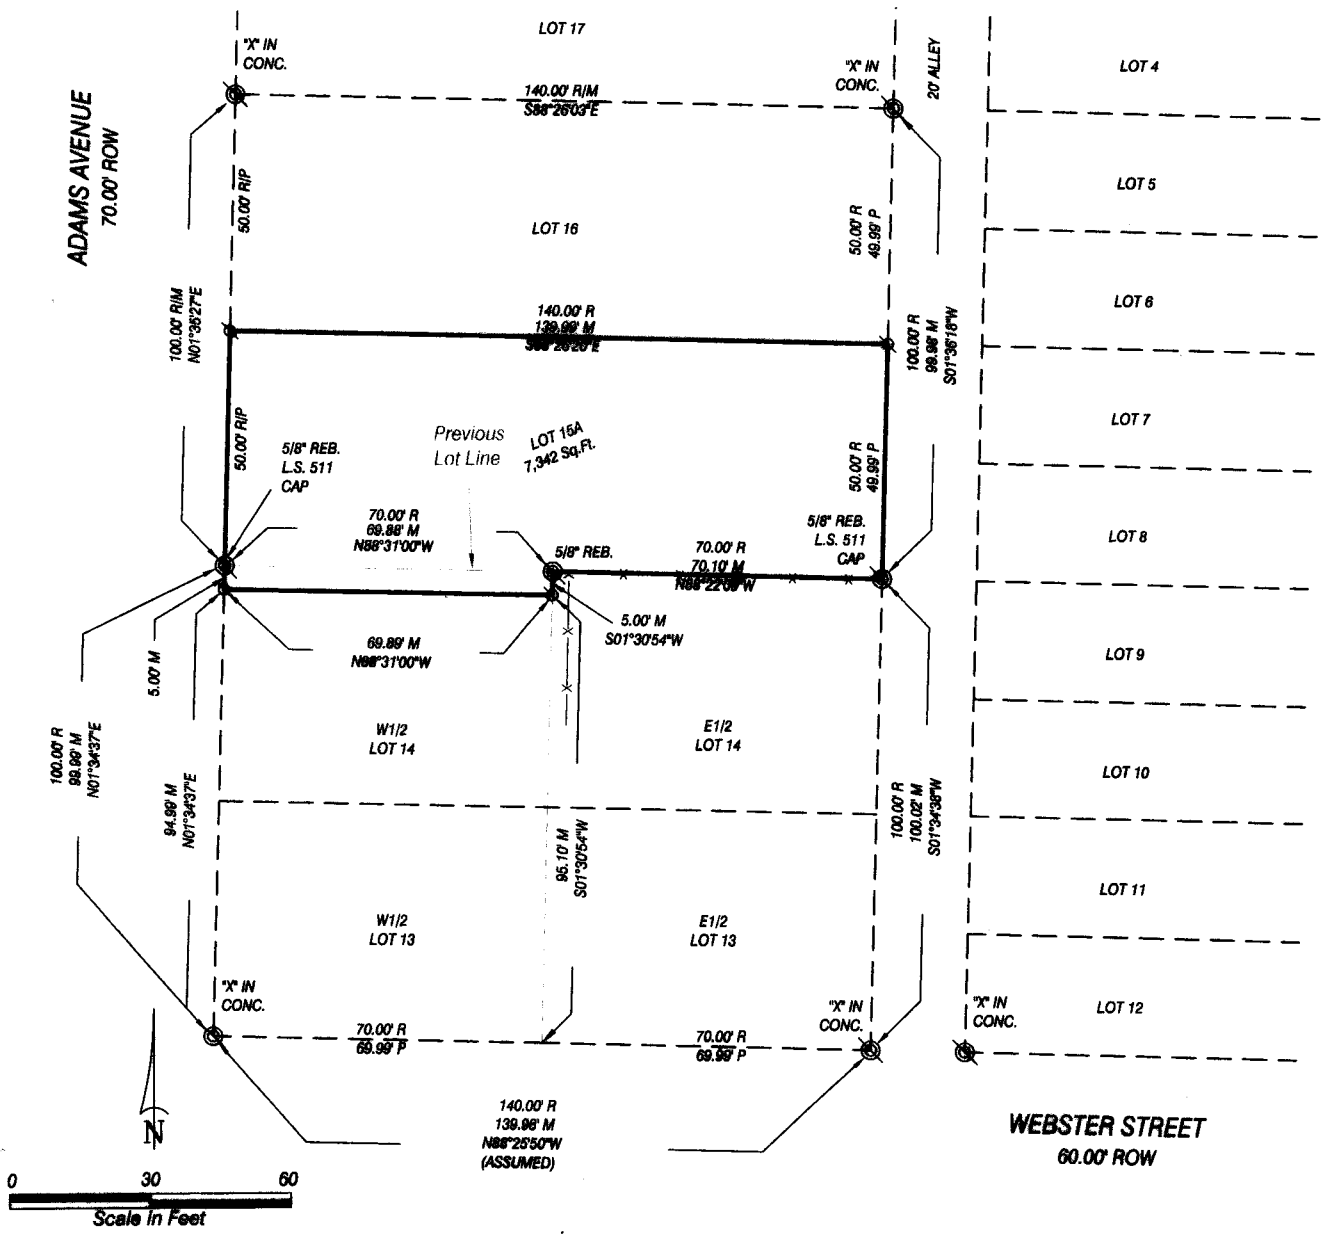 LOT 17
"X" IN
CONC.
"X" IN
CONC.
20' ALLEY
LOT 4
ADAMS AVENUE
70.00' ROW
140.00' R/M
S88°26'03"E
50.00' R/P
50.00' R
49.99' P
LOT 5
LOT 16
100.00' R/M
N01°35'27"E
140.00' R
139.99' M
S88°26'20"E
100.00' R
99.98' M
S01°36'18"W
LOT 6
LOT 7
50.00' R/P
5/8" REB.
L.S. 511
CAP
Previous
Lot Line
LOT 15A
7,342 Sq.Ft.
50.00' R
49.99' P
70.00' R
69.88' M
N88°31'00"W
5/8" REB.
70.00' R
70.10' M
5/8" REB.
L.S. 511
CAP
LOT 8
5.00' M
S01°30'54"W
69.89' M
N88°31'00"W
5.00' M
LOT 9
100.00' R
99.99' M
N01°34'37"E
W1/2
LOT 14
E1/2
LOT 14
LOT 10
94.99' M
N01°34'37"E
95.10' M
S01°30'54"W
100.00' R
100.02' M
S01°34'38"W
LOT 11
W1/2
LOT 13
E1/2
LOT 13
"X" IN
CONC.
"X" IN
CONC.
"X" IN
CONC.
LOT 12
70.00' R
69.99' P
70.00' R
69.99' P
140.00' R
139.98' M
N88°25'50"W
(ASSUMED)
WEBSTER STREET
60.00' ROW
N
0 30 60
Scale in Feet